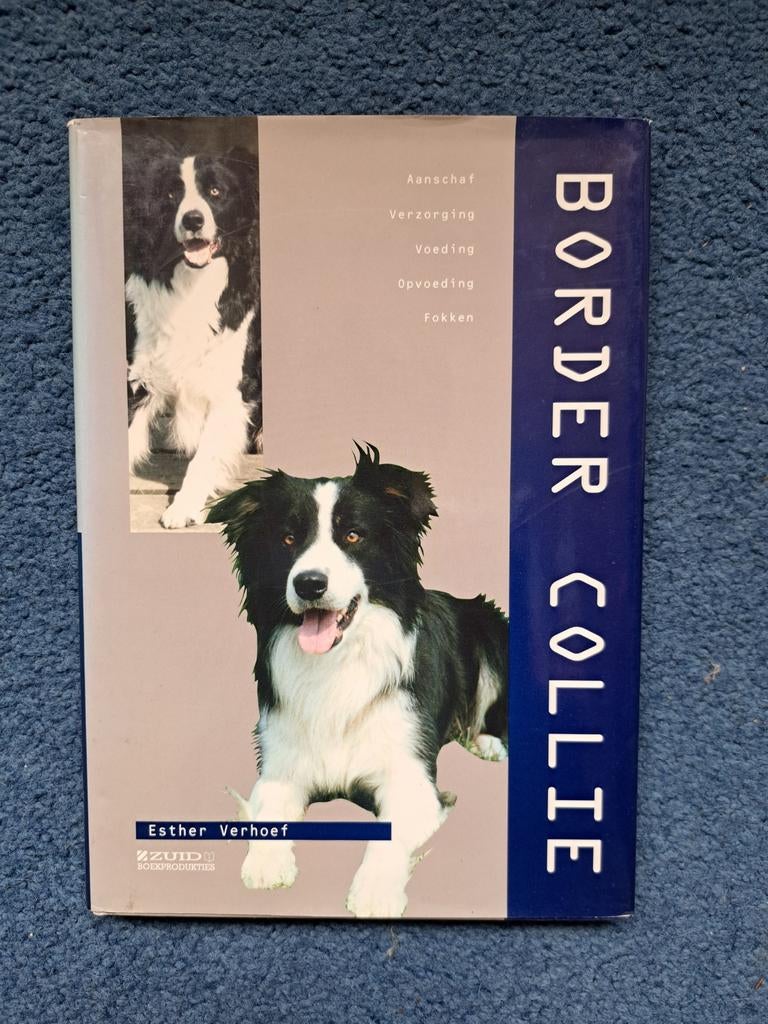 Aanschaf
Verzorging
Voeding
Opvoeding
Fokken
BORDER COLLIE
Esther Verhoef
ZUID
BOEKPRODUKTIES